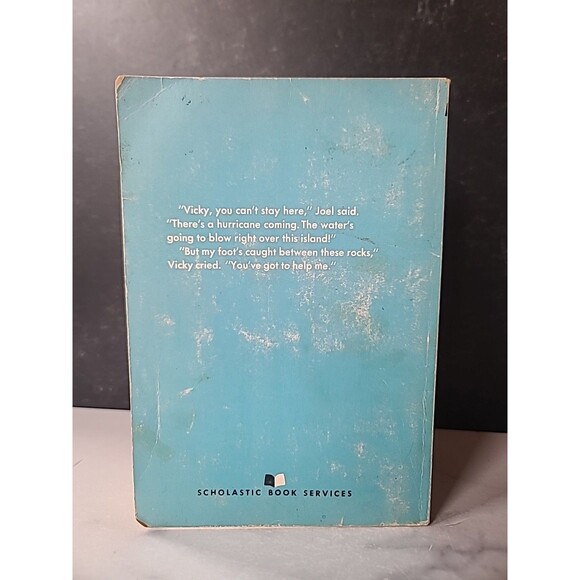 "Vicky, you can't stay here," Joel said.
"There's a hurricane coming. The water's
going to blow right over this island!"
"But my foot's caught between these rocks,"
Vicky cried. "You've got to help me."
SCHOLASTIC BOOK SERVICES